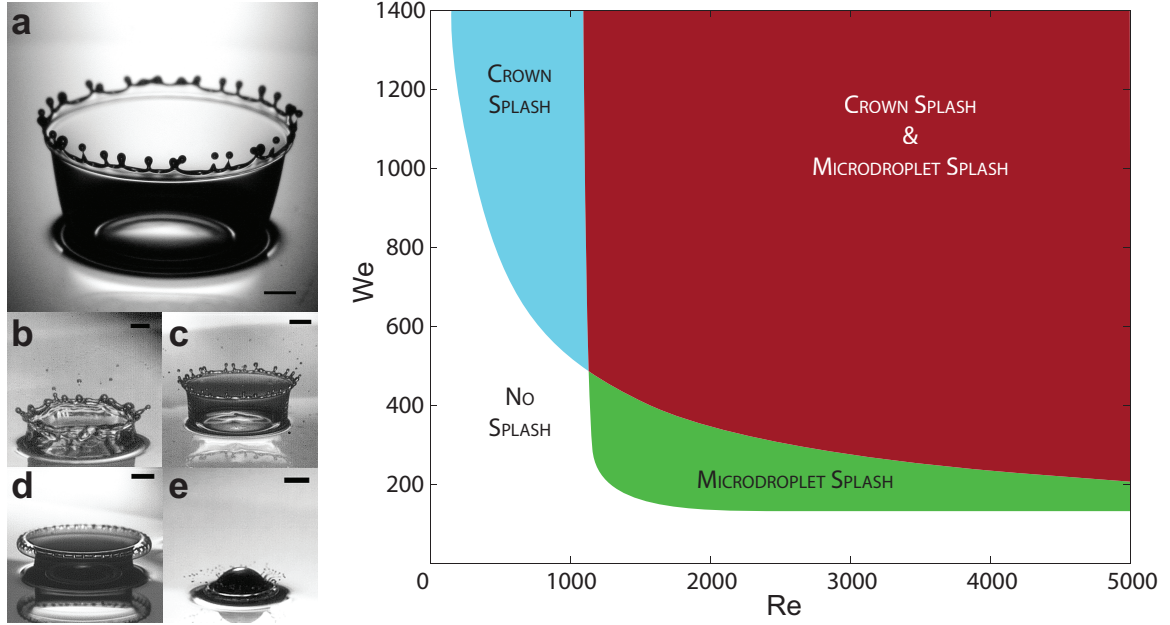 a
b
c
d
e
1400
1200
1000
800
600
400
200
We
0
1000
2000
3000
4000
5000
Re
Crown
Splash
Crown Splash
&
Microdroplet Splash
No
Splash
Microdroplet Splash